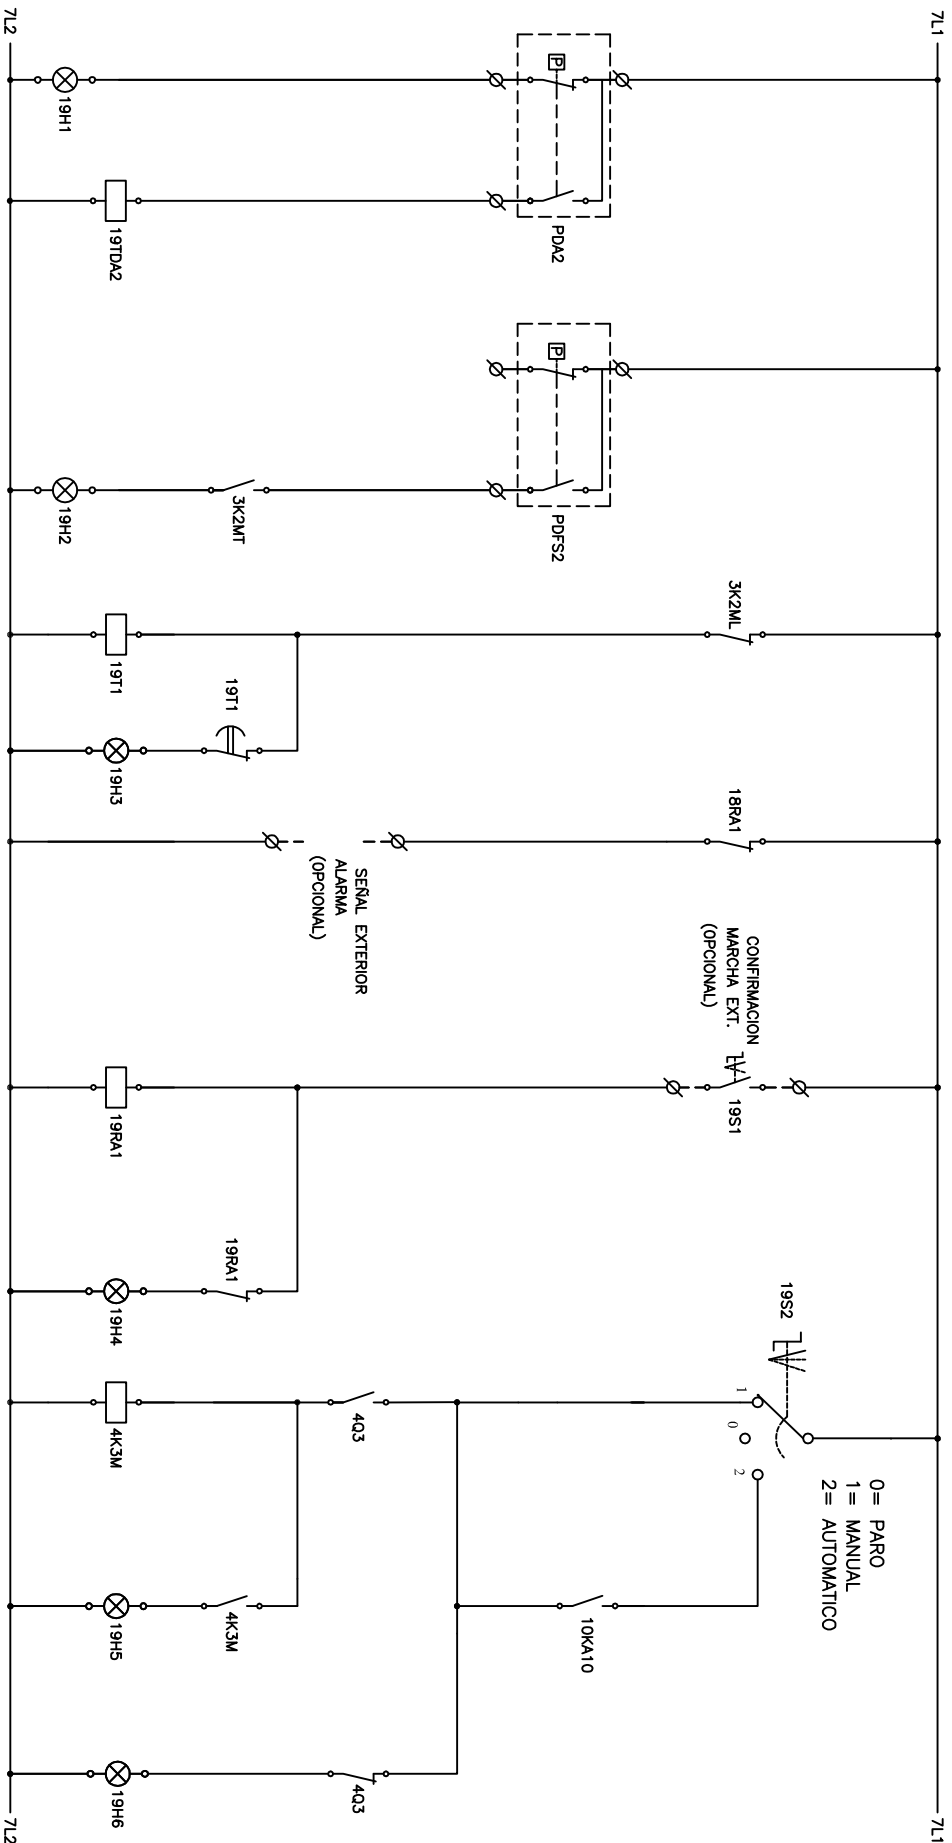 7L1
7L1
PDA2
P
19H1
19TDA2
PDFS2
P
3K2MT
19H2
3K2ML
19T1
19T1
19H3
18RA1
SEÑAL EXTERIOR
ALARMA
(OPCIONAL)
CONFIRMACION
MARCHA EXT.
(OPCIONAL)
19S1
19RA1
19RA1
19H4
19S2
1
0
2
0= PARO
1= MANUAL
2= AUTOMATICO
4Q3
4K3M
10KA10
4K3M
19H5
4Q3
19H6
7L2
7L2